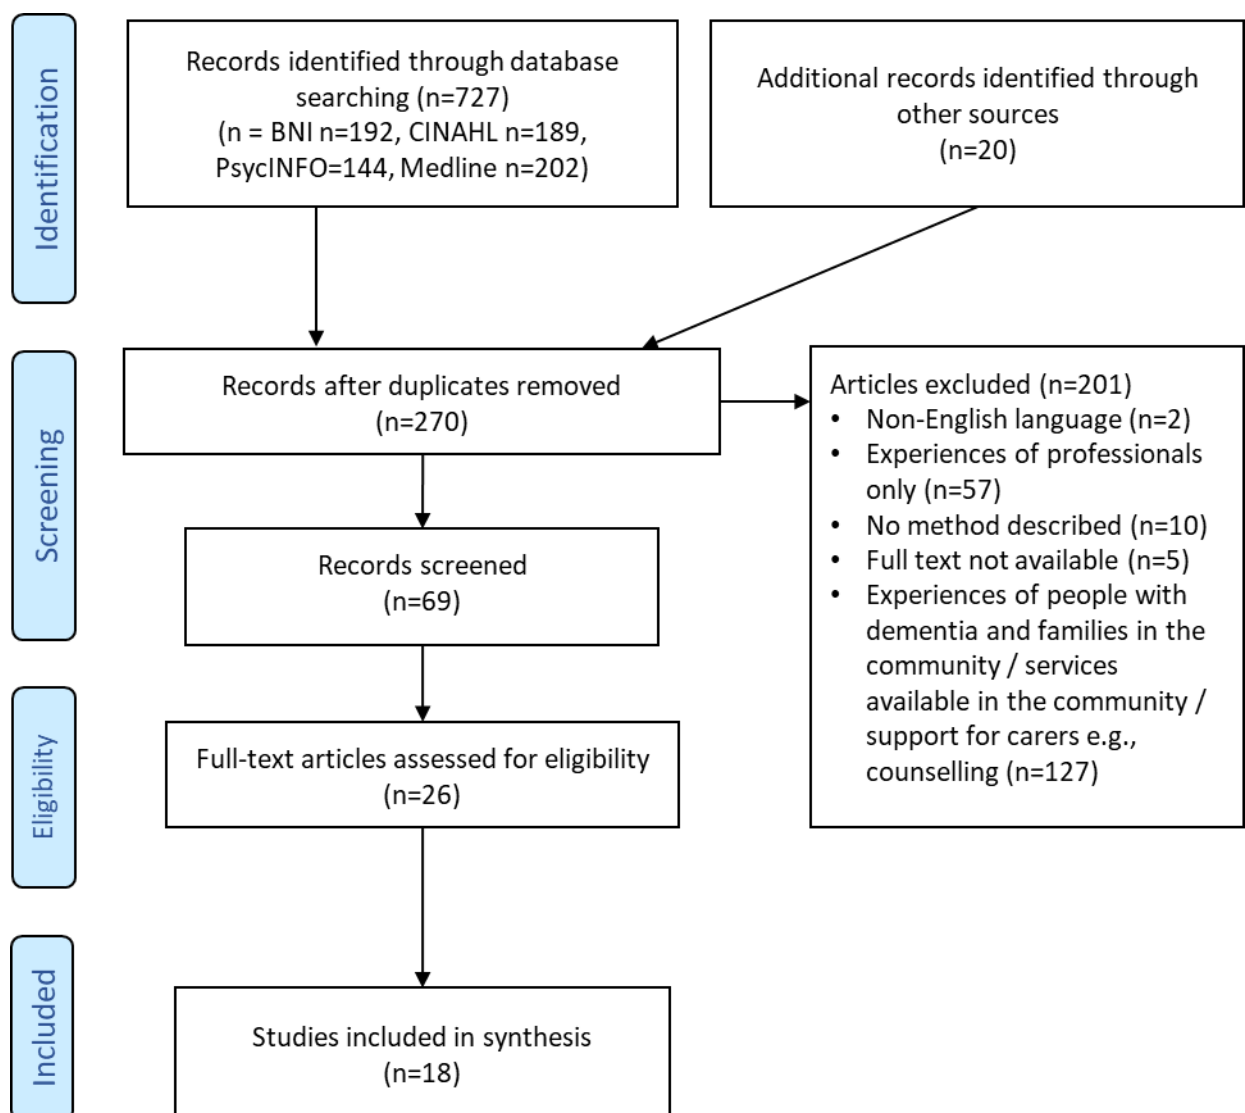 Identification
Records identified through database
searching (n=727)
(n = BNI n=192, CINAHL n=189,
PsycINFO=144, Medline n=202)
Additional records identified through
other sources
(n=20)
Screening
Records after duplicates removed
(n=270)
Articles excluded (n=201)
• Non-English language (n=2)
• Experiences of professionals
only (n=57)
• No method described (n=10)
• Full text not available (n=5)
• Experiences of people with
dementia and families in the
community / services
available in the community /
support for carers e.g.,
counselling (n=127)
Records screened
(n=69)
Eligibility
Full-text articles assessed for eligibility
(n=26)
Included
Studies included in synthesis
(n=18)